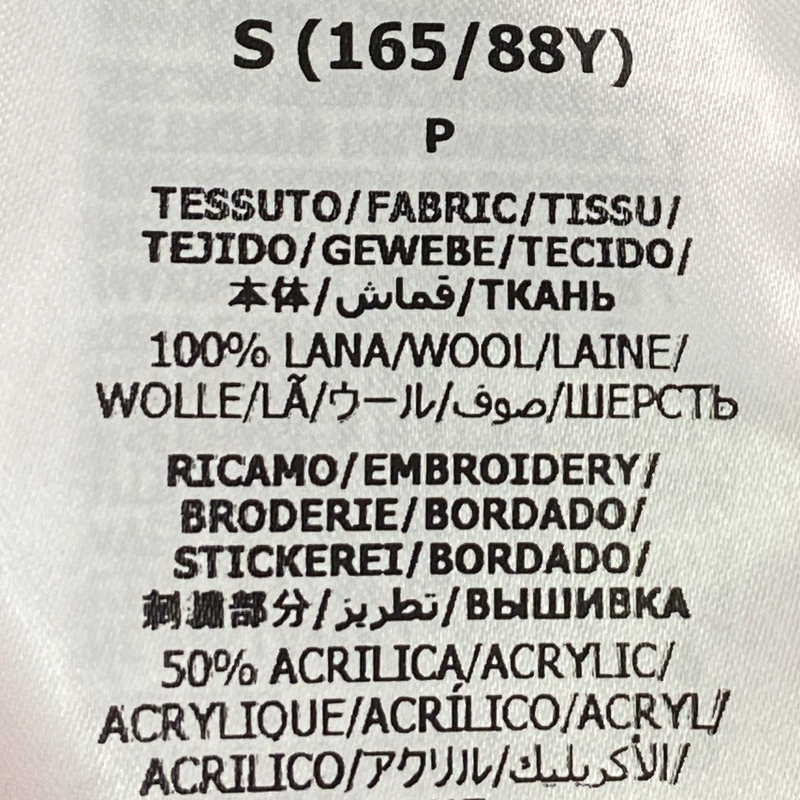 S (165/88Y)
P
TESSUTO/FABRIC/TISSU/
TEJIDO/GEWEBE/TECIDO/
本体/قماش/ТКАНЬ
100% LANA/WOOL/LAINE/
WOLLE/LÃ/ウール/صوف/ШЕРСТЬ
RICAMO/EMBROIDERY/
BRODERIE/BORDADO/
STICKEREI/BORDADO/
刺繍部分/تطريز/ВЫШИВКА
50% ACRILICA/ACRYLIC/
ACRYLIQUE/ACRÍLICO/ACRYL/
ACRILICO/アクリル/الأكريليك/